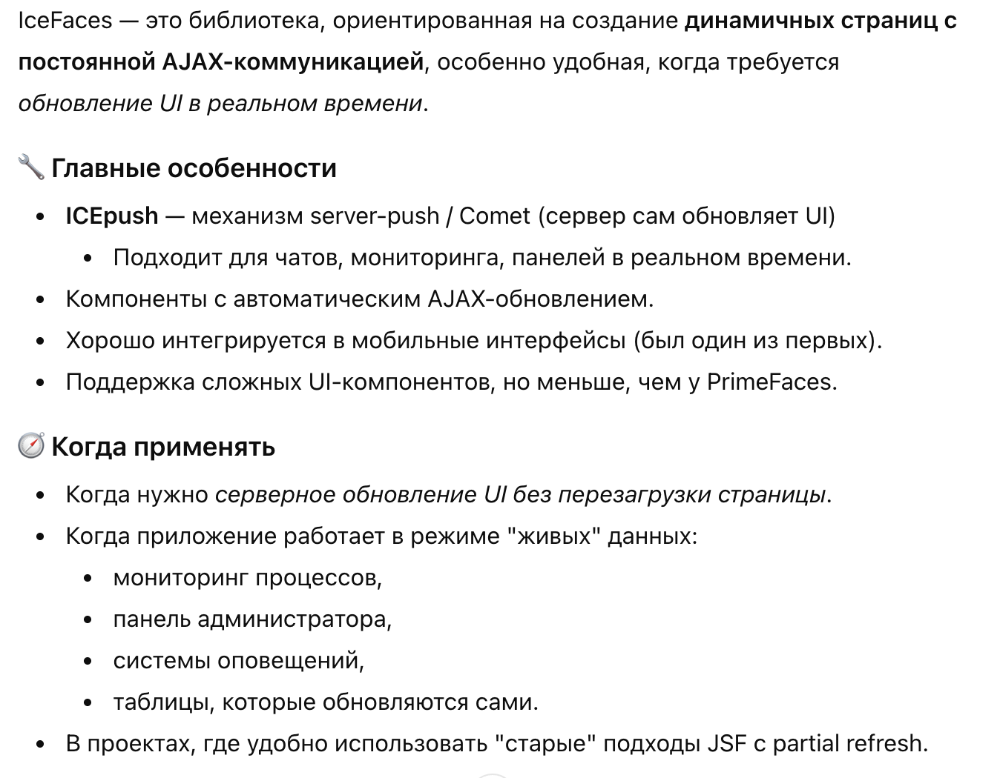 IceFaces — это библиотека, ориентированная на создание динамичных страниц с
постоянной AJAX-коммуникацией, особенно удобная, когда требуется
обновление UI в реальном времени.
🔧 Главные особенности
• ICEpush — механизм server-push / Comet (сервер сам обновляет UI)
• Подходит для чатов, мониторинга, панелей в реальном времени.
• Компоненты с автоматическим AJAX-обновлением.
• Хорошо интегрируется в мобильные интерфейсы (был один из первых).
• Поддержка сложных UI-компонентов, но меньше, чем у PrimeFaces.
🧭 Когда применять
• Когда нужно серверное обновление UI без перезагрузки страницы.
• Когда приложение работает в режиме "живых" данных:
• мониторинг процессов,
• панель администратора,
• системы оповещений,
• таблицы, которые обновляются сами.
• В проектах, где удобно использовать "старые" подходы JSF с partial refresh.